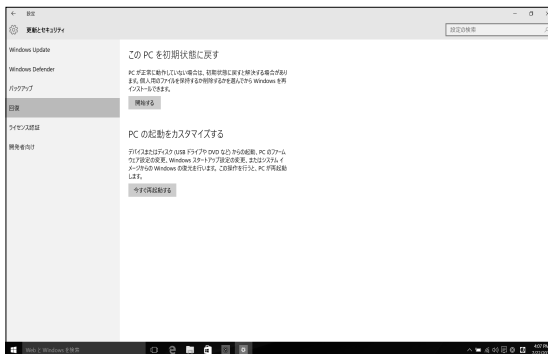 設定
更新とセキュリティ
設定の検索
Windows Update
Windows Defender
バックアップ
回復
ライセンス認証
開発者向け
この PC を初期状態に戻す
PC が正常に動作していない場合は、初期状態に戻すと解決する場合があり
ます。個人用のファイルを保持するか削除するかを選んでから Windows を再
インストールできます。
開始する
PC の起動をカスタマイズする
デバイスまたはディスク (USB ドライブや DVD など) からの起動、PC のファーム
ウェア設定の変更、Windows スタートアップ設定の変更、またはシステム イ
メージからの Windows の復元を行います。この操作を行うと、PC が再起動
します。
今すぐ再起動する
Web と Windows を検索
4:07 PM